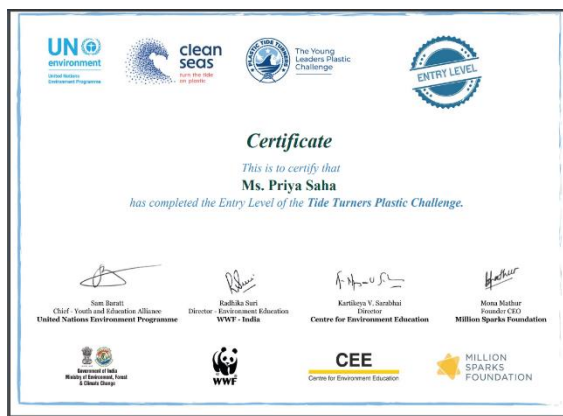 UN
environment
United Nations
Environment Programme
clean
seas
turn the tide
on plastic
PLASTIC TIDE TURNERS
The Young
Leaders Plastic
Challenge
ENTRY LEVEL
Certificate
This is to certify that
Ms. Priya Saha
has completed the Entry Level of the Tide Turners Plastic Challenge.
Sam Baratt
Chief - Youth and Education Allience
United Nations Environment Programme
Radhika Suri
Director - Environment Education
WWF - India
Kartikeya V. Sarabhai
Director
Centre for Environment Education
Mona Mathur
Founder CEO
Million Sparks Foundation
Government of India
Ministry of Environment, Forest
& Climate Change
WWF
CEE
Centre for Environment Education
MILLION
SPARKS
FOUNDATION